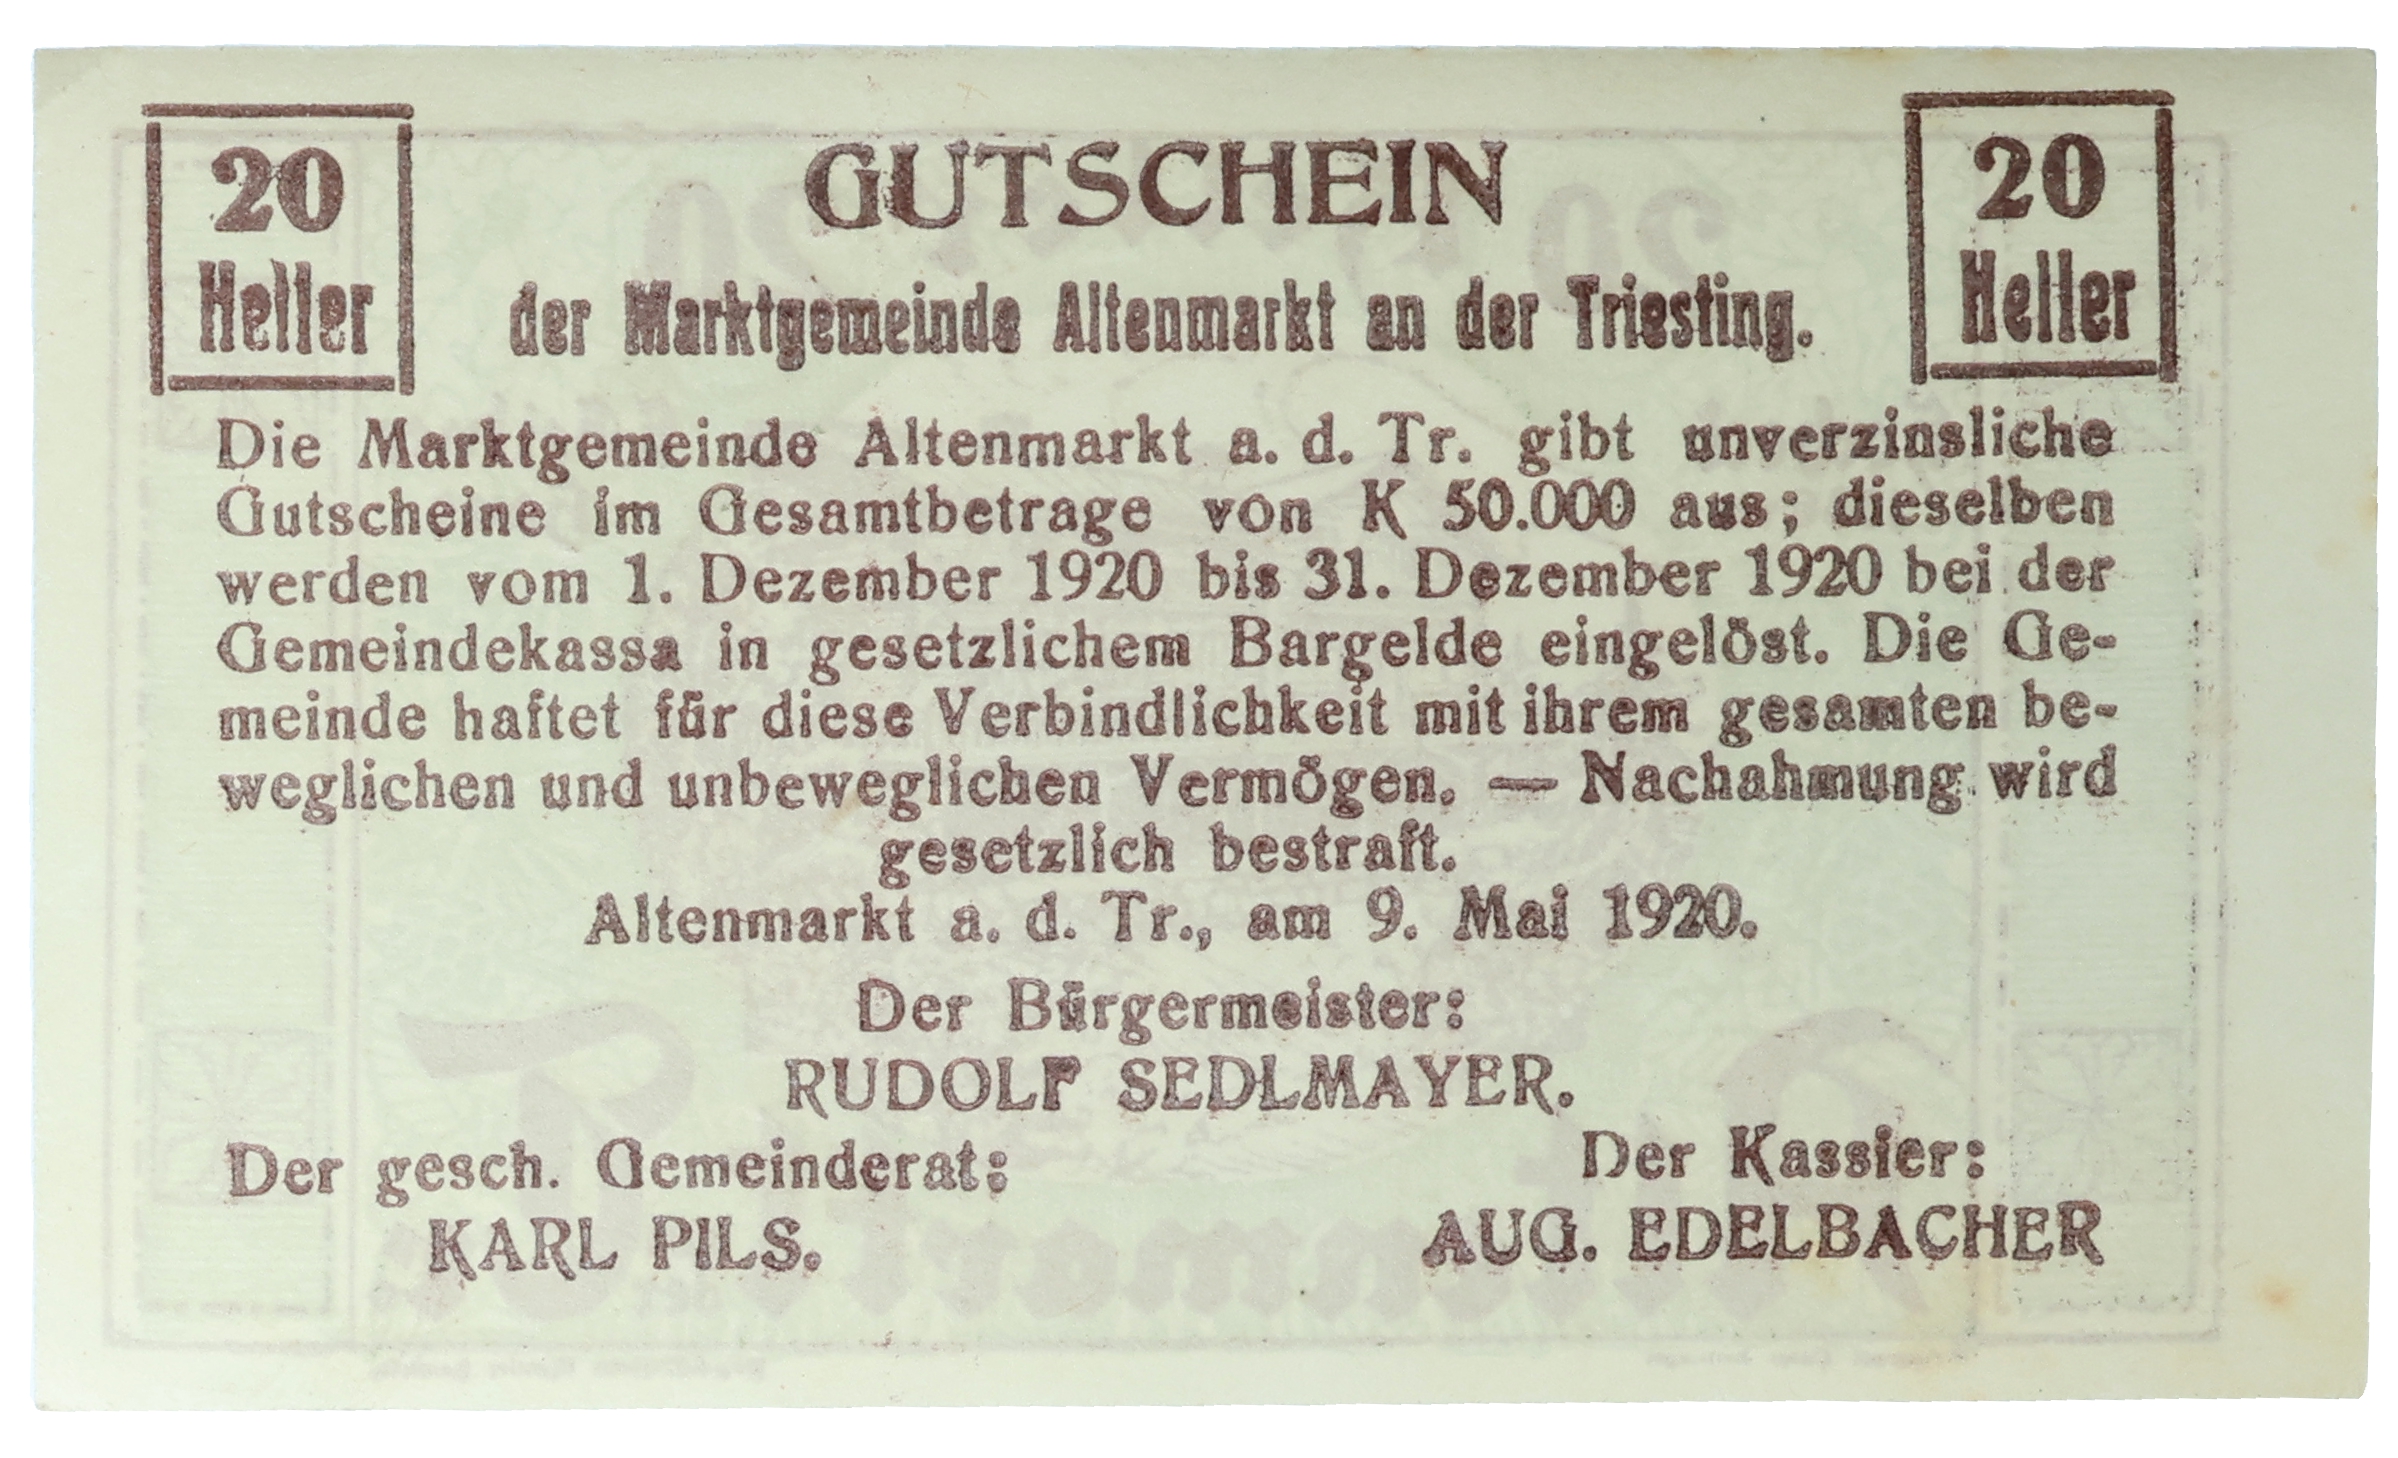 20
Heller
GUTSCHEIN
20
Heller
der Marktgemeinde Altenmarkt an der Triesting.
Die Marktgemeinde Altenmarkt a. d. Tr. gibt unverzinsliche
Gutscheine im Gesamtbetrage von K 50.000 aus; dieselben
werden vom 1. Dezember 1920 bis 31. Dezember 1920 bei der
Gemeindekassa in gesetzlichem Bargelde eingelöst. Die Ge-
meinde haftet für diese Verbindlichkeit mit ihrem gesamten be-
weglichen und unbeweglichen Vermögen. — Nachahmung wird
gesetzlich bestraft.
Altenmarkt a. d. Tr., am 9. Mai 1920.
Der Bürgermeister:
RUDOLF SEDLMAYER.
Der gesch. Gemeinderat:
KARL PILS.
Der Kassier:
AUG. EDELBACHER